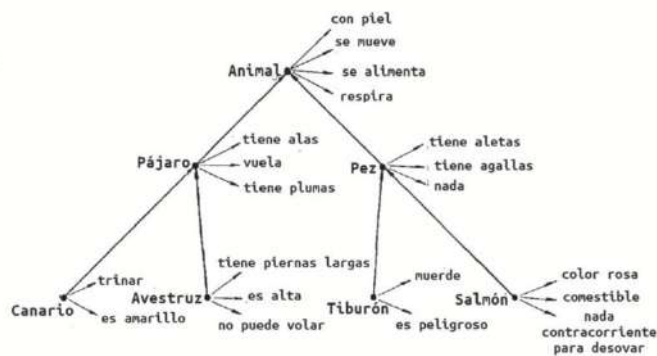 con piel
se mueve
Animal
se alimenta
respira
tiene alas
Pájaro
vuela
tiene plumas
tiene aletas
Pez
tiene agallas
nada
trinar
Canario
es amarillo
tiene piernas largas
Avestruz
es alta
no puede volar
muerde
Tiburón
es peligroso
color rosa
Salmón
comestible
nada
contracorriente
para desovar